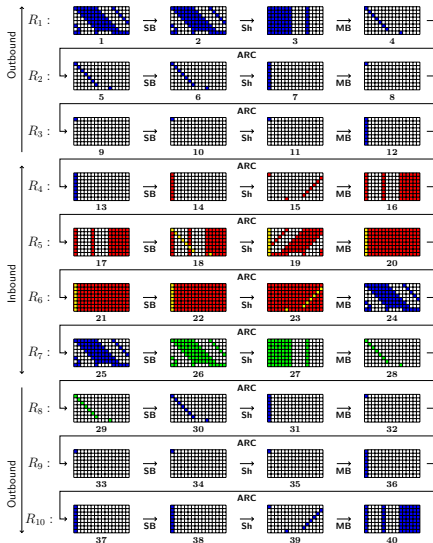 Outbound
R1 :
SB
Sh
MB
1
2
3
4
ARC
R2 :
SB
Sh
MB
5
6
7
8
ARC
R3 :
SB
Sh
MB
9
10
11
12
Inbound
ARC
R4 :
SB
Sh
MB
13
14
15
16
ARC
R5 :
SB
Sh
MB
17
18
19
20
ARC
R6 :
SB
Sh
MB
21
22
23
24
ARC
R7 :
SB
Sh
MB
25
26
27
28
Outbound
ARC
R8 :
SB
Sh
MB
29
30
31
32
ARC
R9 :
SB
Sh
MB
33
34
35
36
ARC
R10 :
SB
Sh
MB
37
38
39
40